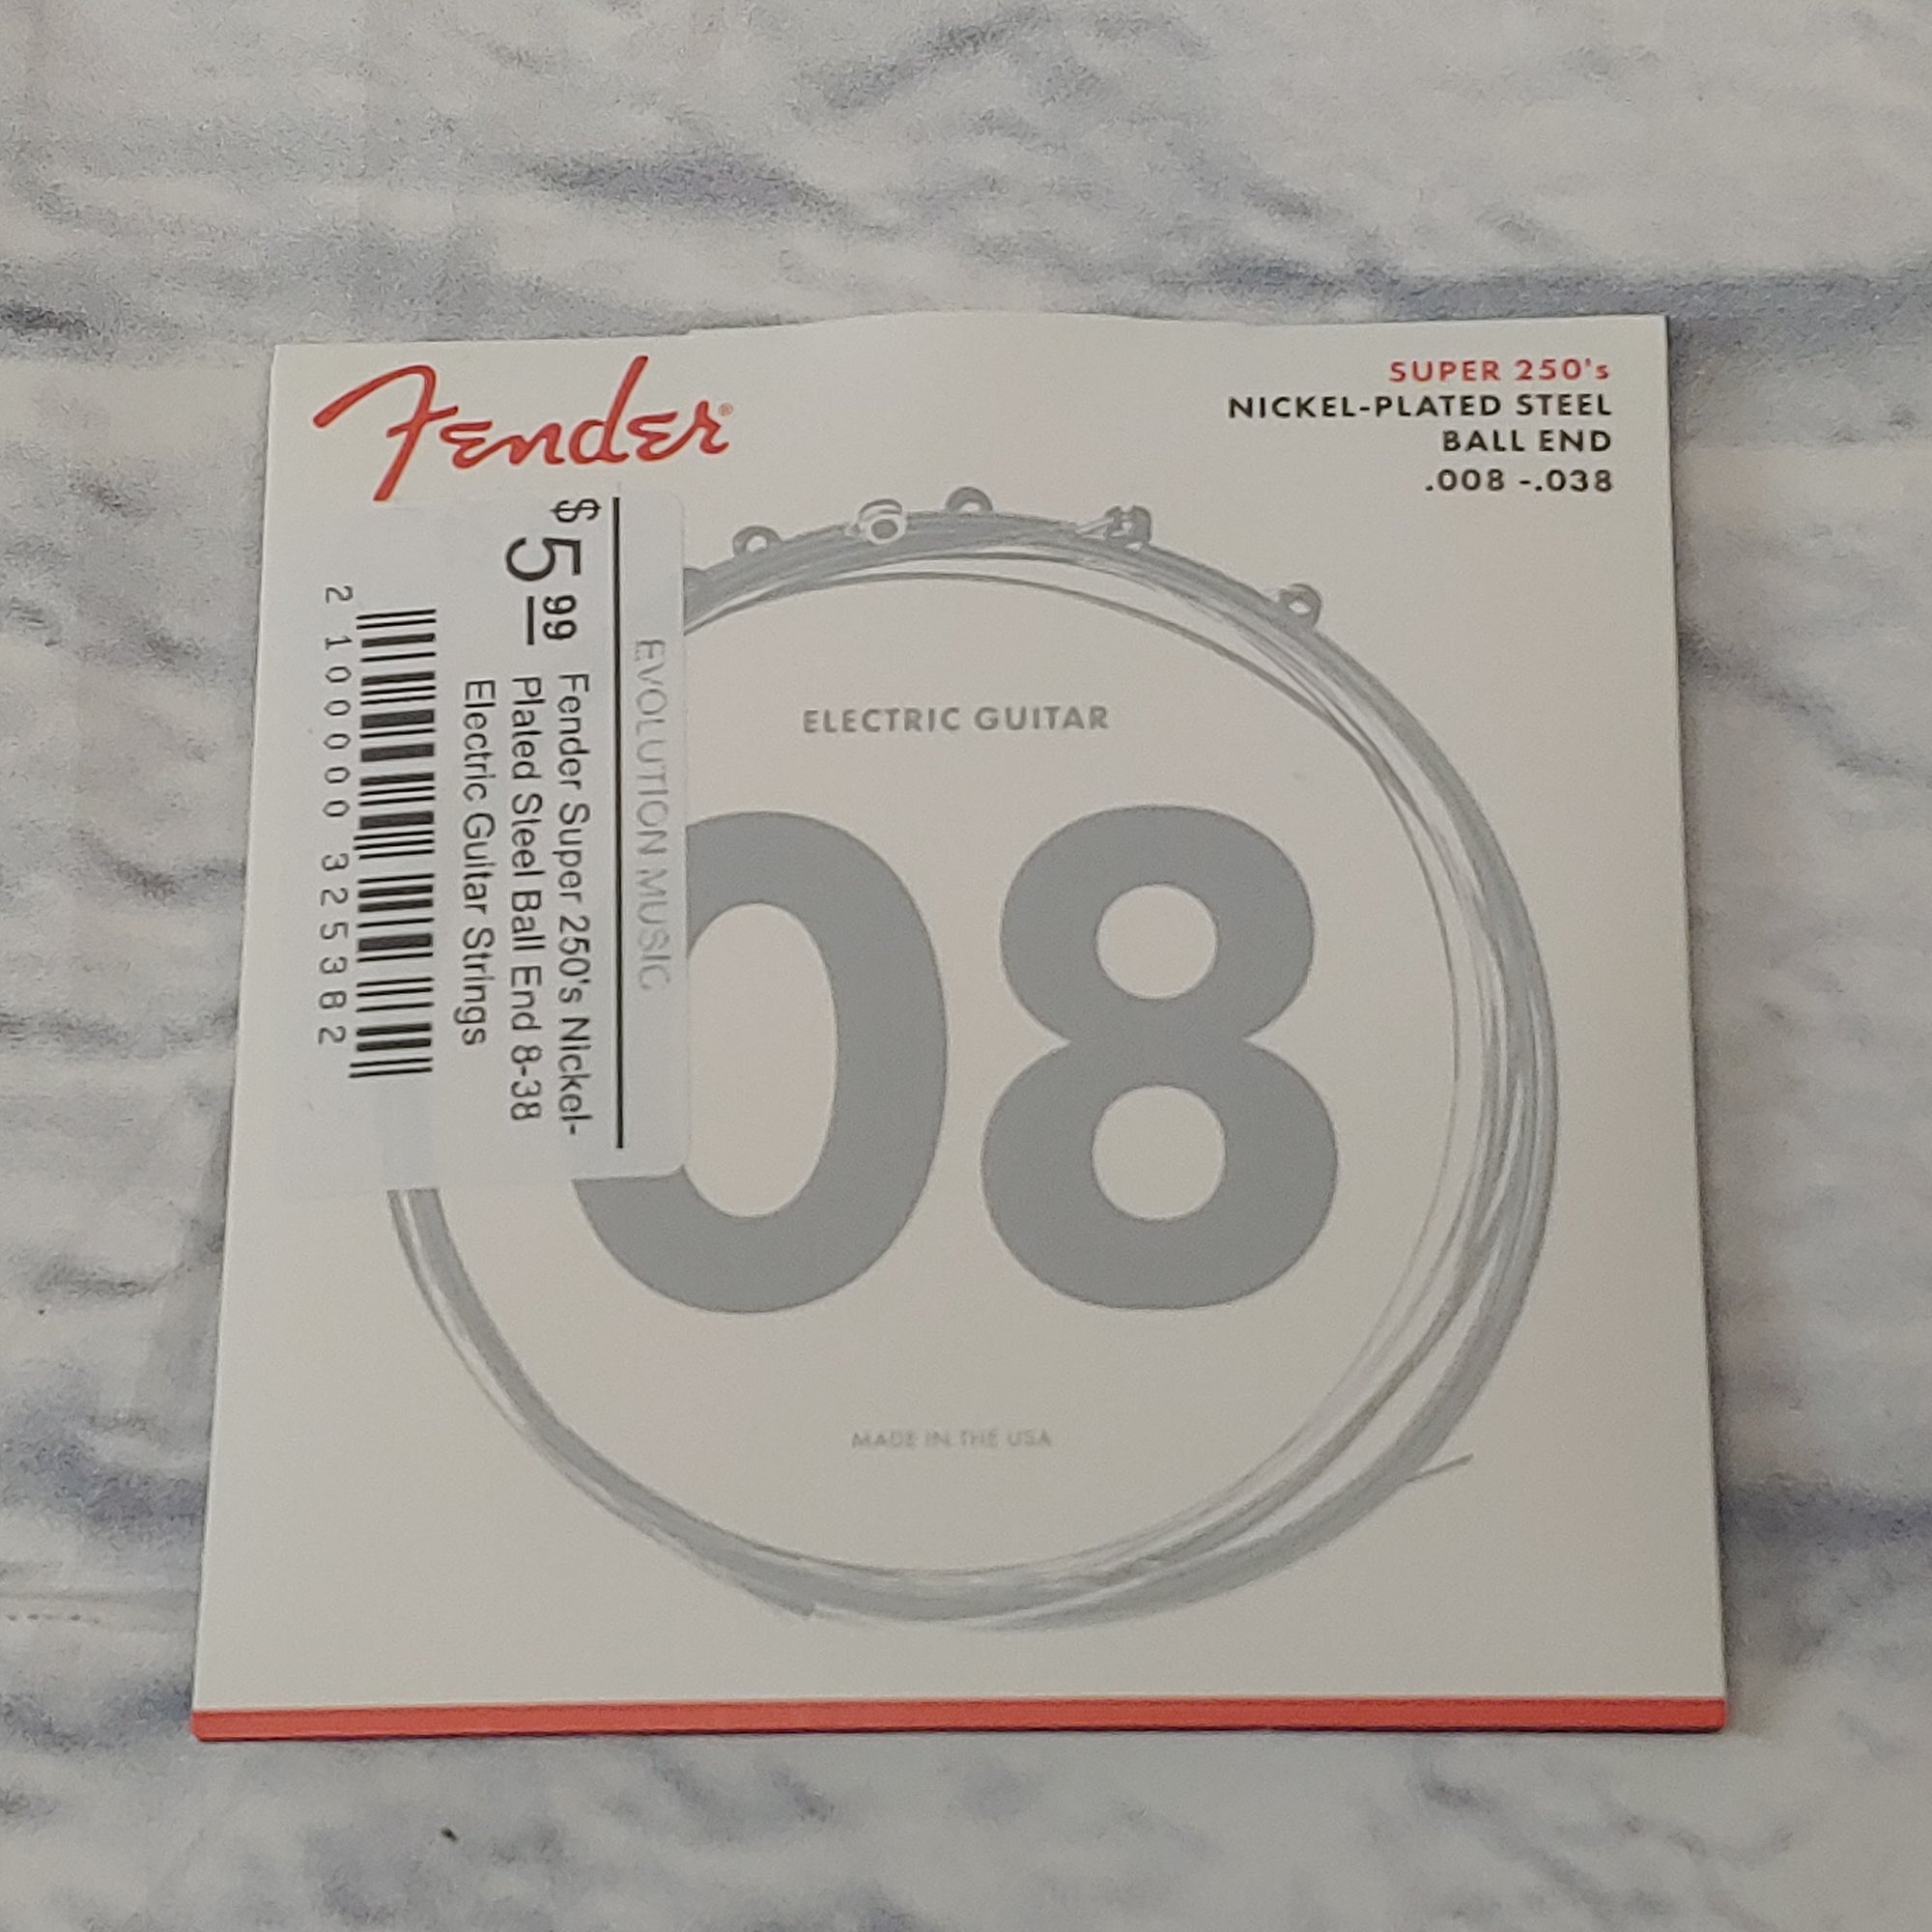 Fender®
SUPER 250's
NICKEL-PLATED STEEL
BALL END
.008 -.038
EVOLUTION MUSIC
$5 99
Fender Super 250's Nickel-
Plated Steel Ball End 8-38
Electric Guitar Strings
2 100000 325382
ELECTRIC GUITAR
08
MADE IN THE USA